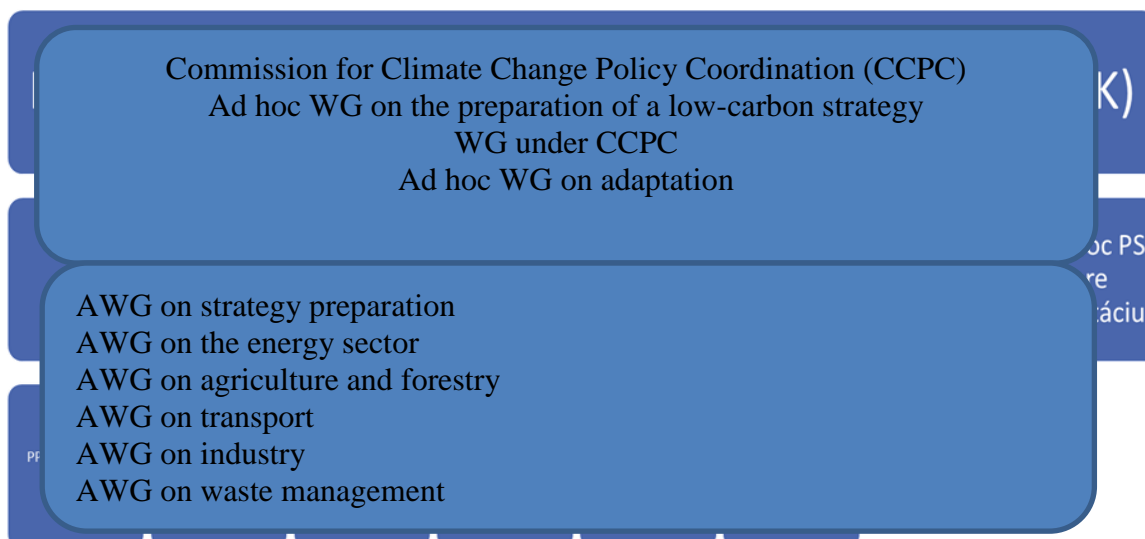 Commission for Climate Change Policy Coordination (CCPC)
K)
Ad hoc WG on the preparation of a low-carbon strategy
WG under CCPC
Ad hoc WG on adaptation
PS
re
AWG on strategy preparation
AWG on the energy sector
AWG on agriculture and forestry
AWG on transport
AWG on industry
AWG on waste management